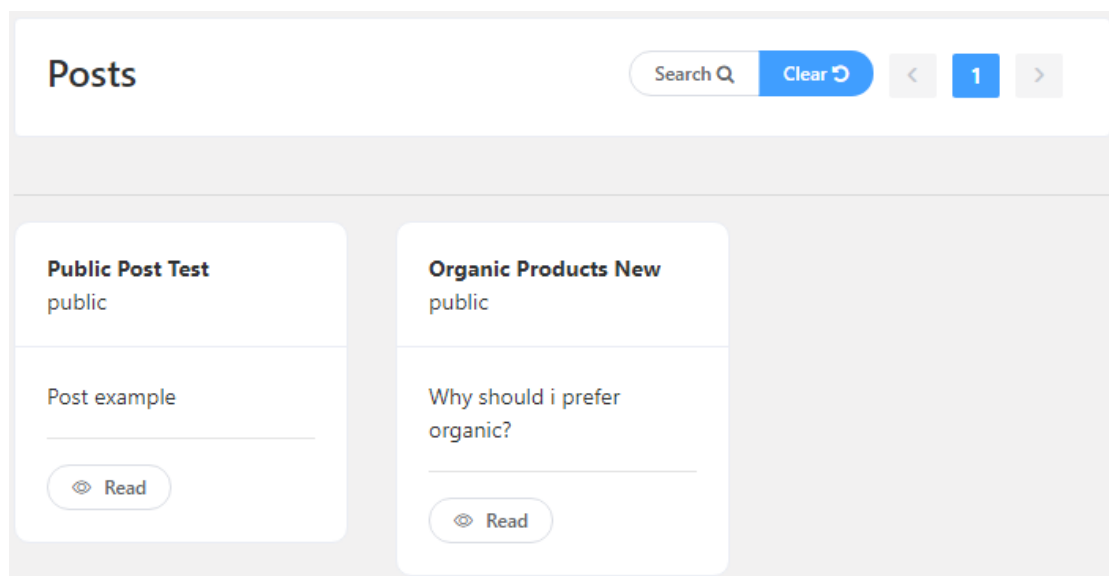 Posts
Search
Clear
1
Public Post Test
public
Post example
Read
Organic Products New
public
Why should i prefer
organic?
Read